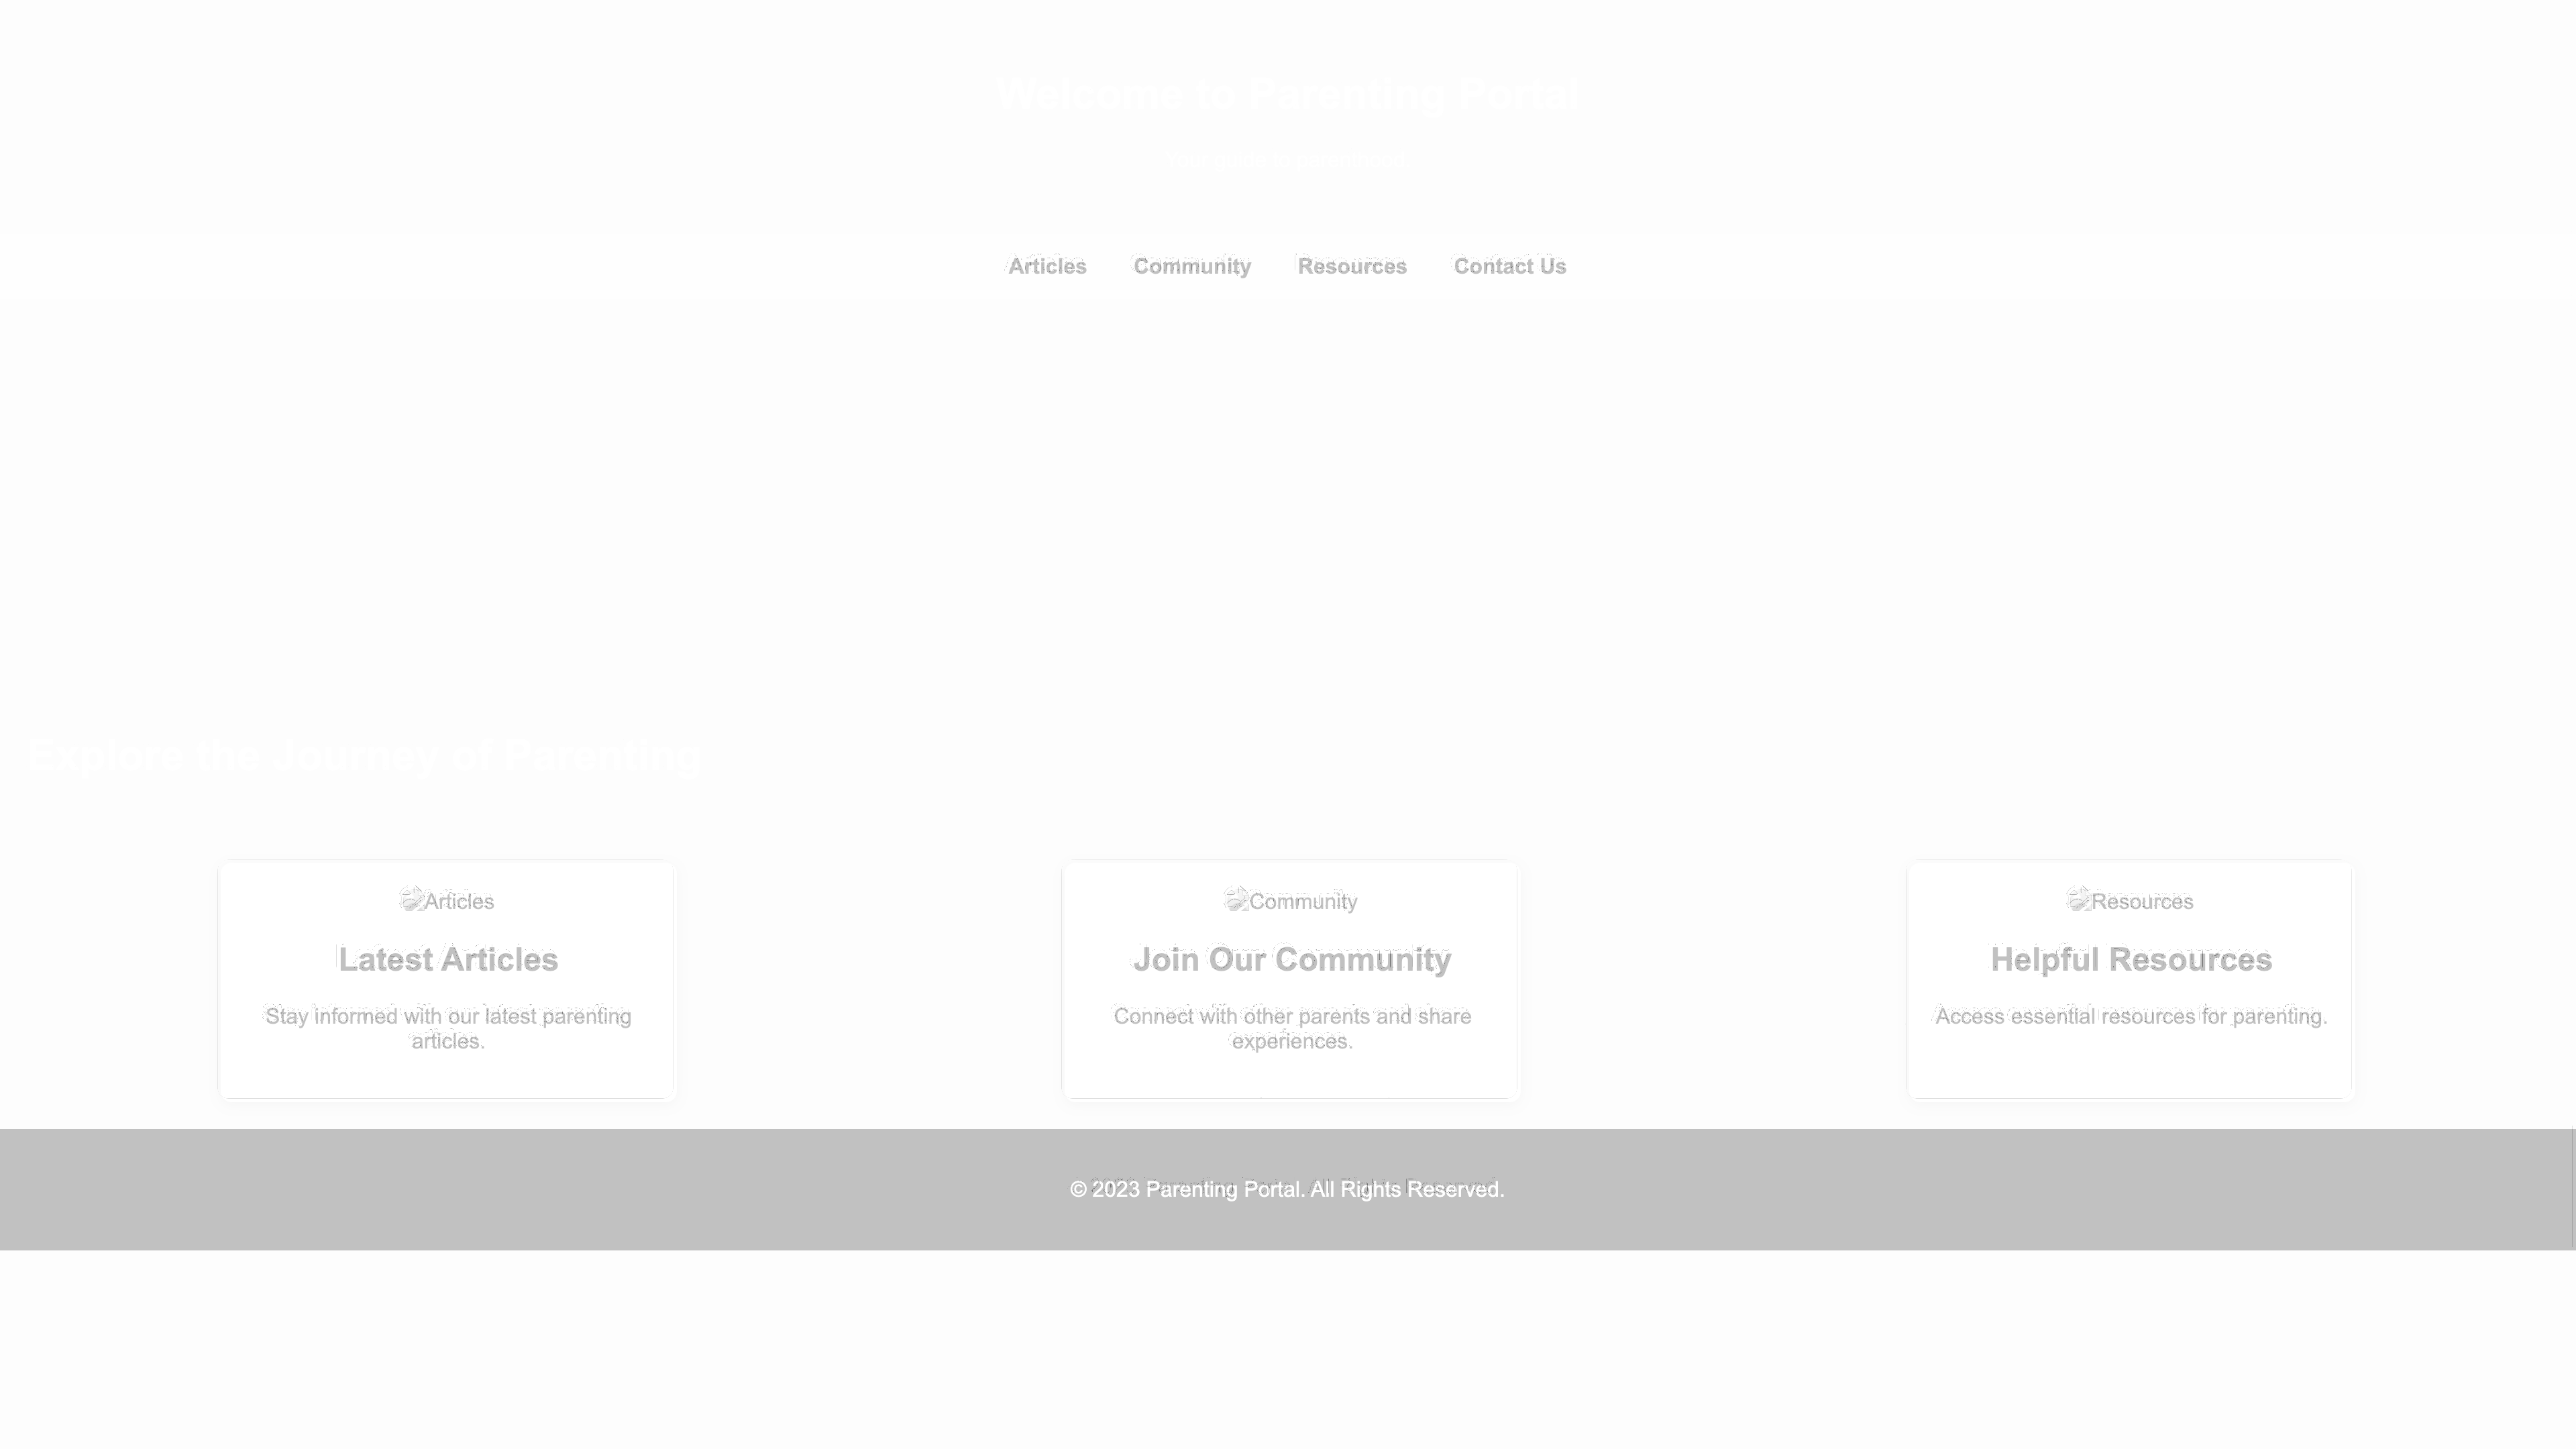 Welcome to Parenting Portal
Articles Community Resources Contact Us
Explore the Journey of Parenting
Articles
Latest Articles
Stay informed with our latest parenting
articles.
Community
Join Our Community
Connect with other parents and share
experiences.
Resources
Helpful Resources
Access essential resources for parenting.
© 2023 Parenting Portal. All Rights Reserved.